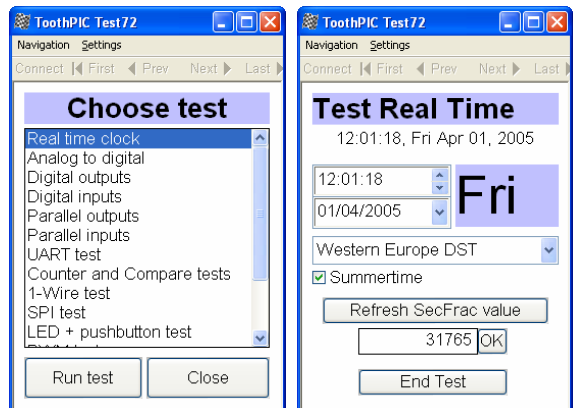 ToothPIC Test72
Navigation Settings
Connect First Prev Next Last
Choose test
Real time clock
Analog to digital
Digital outputs
Digital inputs
Parallel outputs
Parallel inputs
UART test
Counter and Compare tests
1-Wire test
SPI test
LED + pushbutton test
Run test Close
ToothPIC Test72
Navigation Settings
Connect First Prev Next Last
Test Real Time
12:01:18, Fri Apr 01, 2005
12:01:18
01/04/2005
Fri
Western Europe DST
Summertime
Refresh SecFrac value
31765 OK
End Test